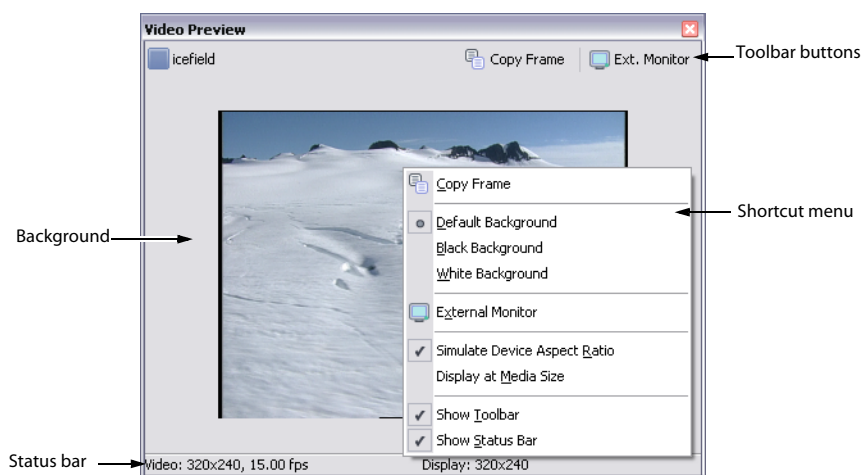 Video Preview
icefield
Copy Frame
Ext. Monitor
Toolbar buttons
Copy Frame
Default Background
Black Background
White Background
External Monitor
Simulate Device Aspect Ratio
Display at Media Size
Show Toolbar
Show Status Bar
Shortcut menu
Background
Status bar
Video: 320x240, 15.00 fps
Display: 320x240